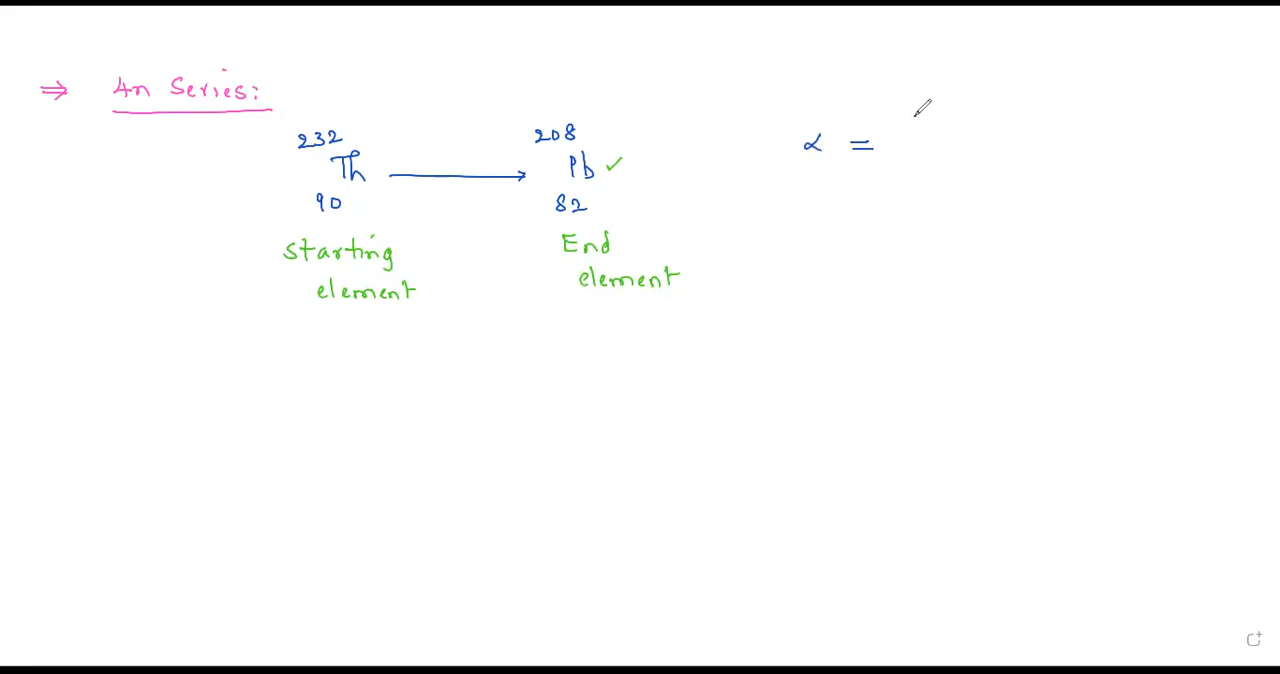 ⇒ 4n Series:
232 208
Th ⟶ Pb ✓ α =
90 82
Starting End
element element